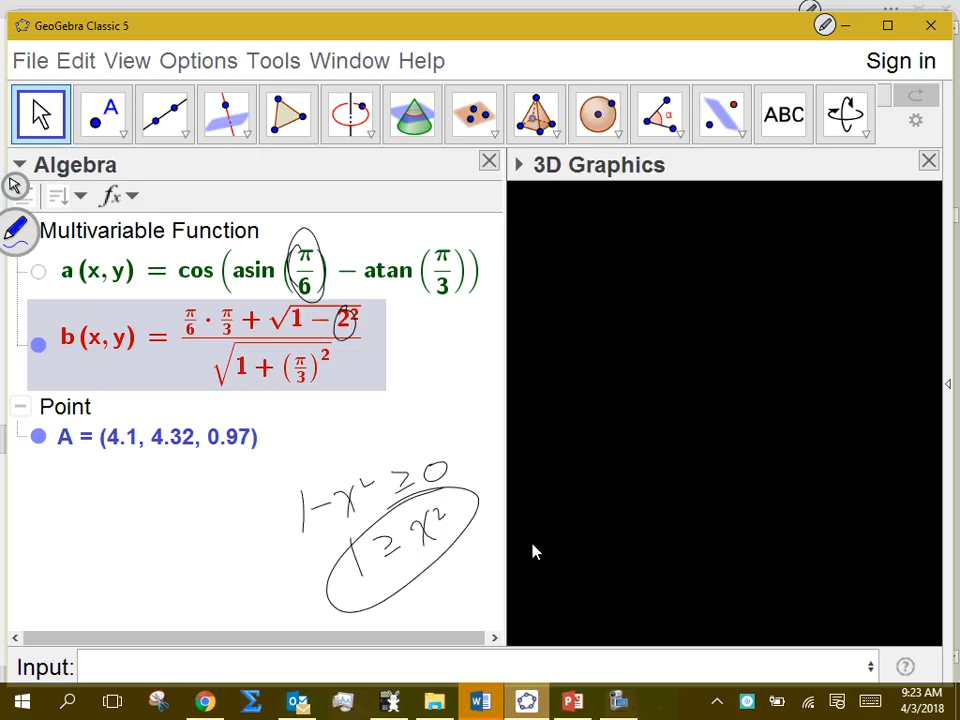 GeoGebra Classic 5
File Edit View Options Tools Window Help Sign in
A α ABC
Algebra
3D Graphics
fx
Multivariable Function
a (x, y) = cos (asin (π/6) − atan (π/3))
b (x, y) = (π/6 · π/3 + √1 − 2²) / √1 + (π/3)²
Point
A = (4.1, 4.32, 0.97)
1 − x² ≥ 0
1 ≥ x²
Input:
9:23 AM
4/3/2018